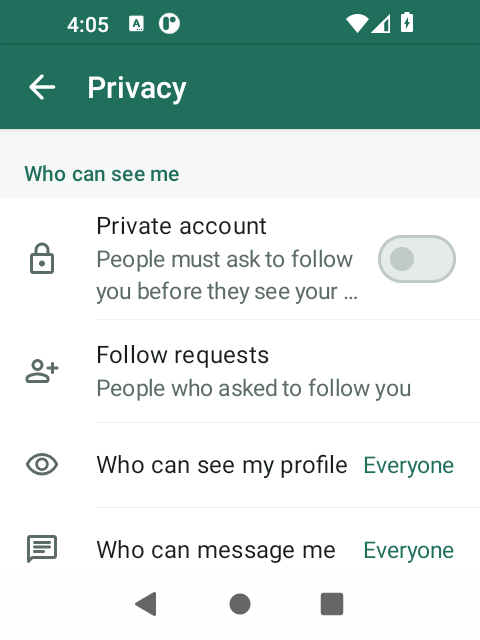 4:05
Privacy
Who can see me
Private account
People must ask to follow
you before they see your ...
Follow requests
People who asked to follow you
Who can see my profile Everyone
Who can message me Everyone